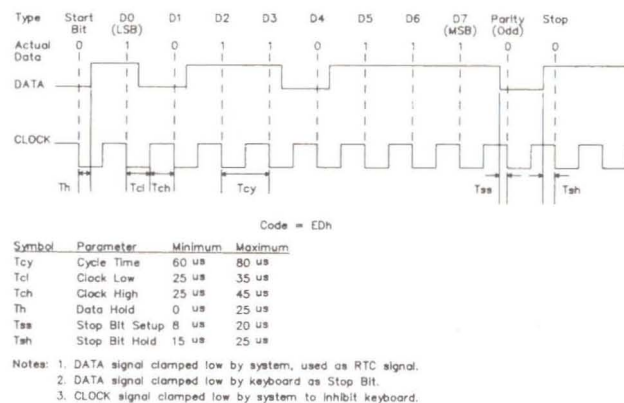 Type Start Bit D0 (LSB) D1 D2 D3 D4 D5 D6 D7 (MSB) Parity (Odd) Stop
Actual Data 0 1 0 1 1 0 1 1 1 0 0
DATA
CLOCK
Th Tcl Tch Tcy Tss Tsh
Code = EDh
Symbol Parameter Minimum Maximum
Tcy Cycle Time 60 us 80 us
Tcl Clock Low 25 us 35 us
Tch Clock High 25 us 45 us
Th Data Hold 0 us 25 us
Tss Stop Bit Setup 8 us 20 us
Tsh Stop Bit Hold 15 us 25 us
Notes: 1. DATA signal clamped low by system, used as RTC signal.
2. DATA signal clamped low by keyboard as Stop Bit.
3. CLOCK signal clamped low by system to inhibit keyboard.